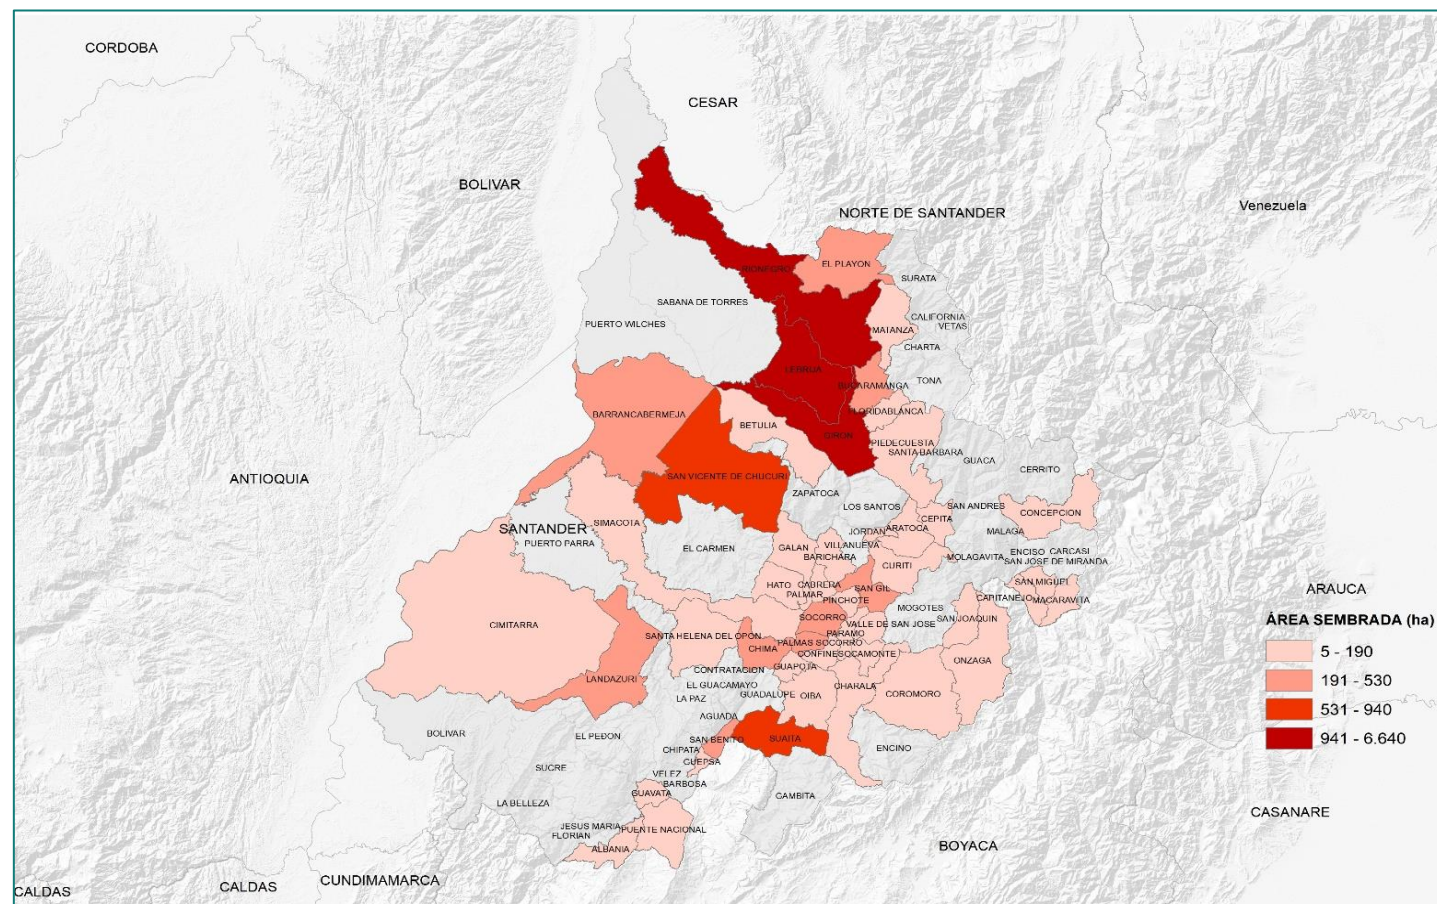 CORDOBA
CESAR
BOLIVAR
NORTE DE SANTANDER
Venezuela
EL PLAYON
RIONEGRO
SURATA
SABANA DE TORRES
PUERTO WILCHES
CALIFORNIA
VETAS
MATANZA
CHARTA
LEBRIJA
TONA
BUCARAMANGA
BARRANCABERMEJA
FLORIDABLANCA
BETULIA
GIRON
PIEDECUESTA
SANTA BARBARA
GUACA
CERRITO
ANTIOQUIA
SAN VICENTE DE CHUCURI
ZAPATOCA
LOS SANTOS
SAN ANDRES
CONCEPCION
SANTANDER
SIMACOTA
CEPITA
JORDAN
ARATOCA
MALAGA
PUERTO PARRA
EL CARMEN
GALAN
VILLANUEVA
BARICHARA
CURITI
MOLAGAVITA
ENCISO
CARCASI
SAN JOSE DE MIRANDA
HATO
CABRERA
PALMAR
SAN GIL
PINCHOTE
SAN MIGUEL
CAPITANEJO
MACARAVITA
ARAUCA
MOGOTES
SAN JOAQUIN
CIMITARRA
SOCORRO
VALLE DE SAN JOSE
ÁREA SEMBRADA (ha)
SANTA HELENA DEL OPON
PARAMO
CHIMA
PALMAS SOCORRO
CONFINES
OCAMONTE
5 - 190
ONZAGA
CONTRATACION
GUAPOTA
LANDAZURI
EL GUACAMAYO
GUADALUPE
OIBA
CHARALA
COROMORO
191 - 530
LA PAZ
531 - 940
AGUADA
BOLIVAR
EL PEÑON
SAN BENITO
SUAITA
941 - 6.640
CHIPATA
ENCINO
GUEPSA
SUCRE
VELEZ
BARBOSA
GUAVATA
GAMBITA
LA BELLEZA
CASANARE
JESUS MARIA
PUENTE NACIONAL
FLORIAN
ALBANIA
BOYACA
CALDAS
CALDAS
CUNDIMAMARCA